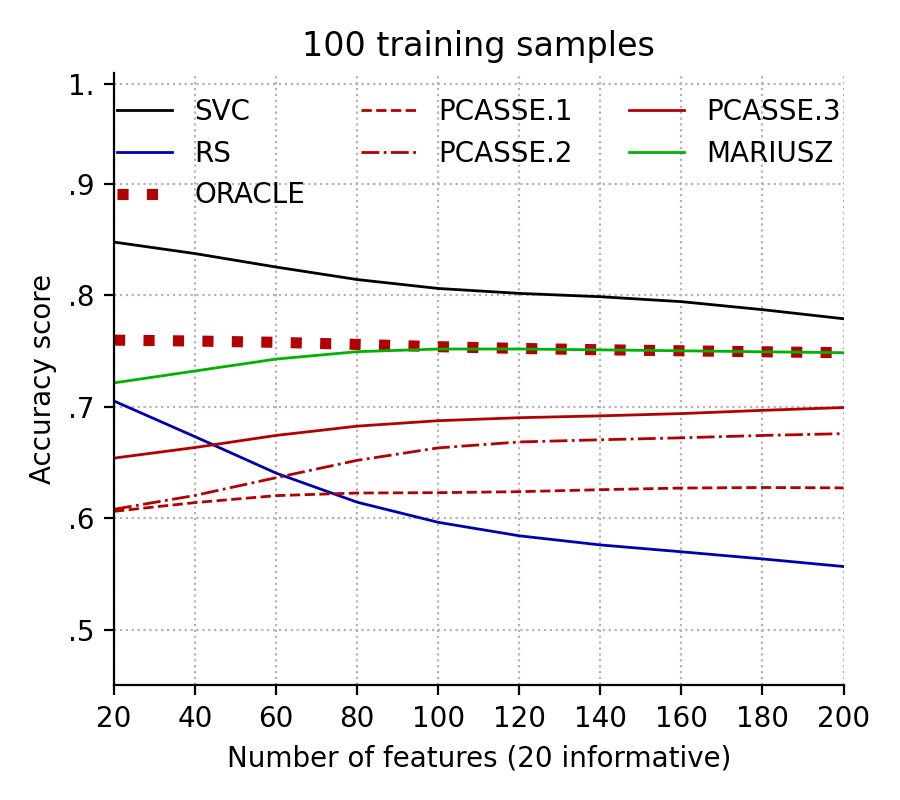 100 training samples
1.
.9
.8
.7
.6
.5
Accuracy score
SVC PCASSE.1 PCASSE.3
RS PCASSE.2 MARIUSZ
ORACLE
20 40 60 80 100 120 140 160 180 200
Number of features (20 informative)